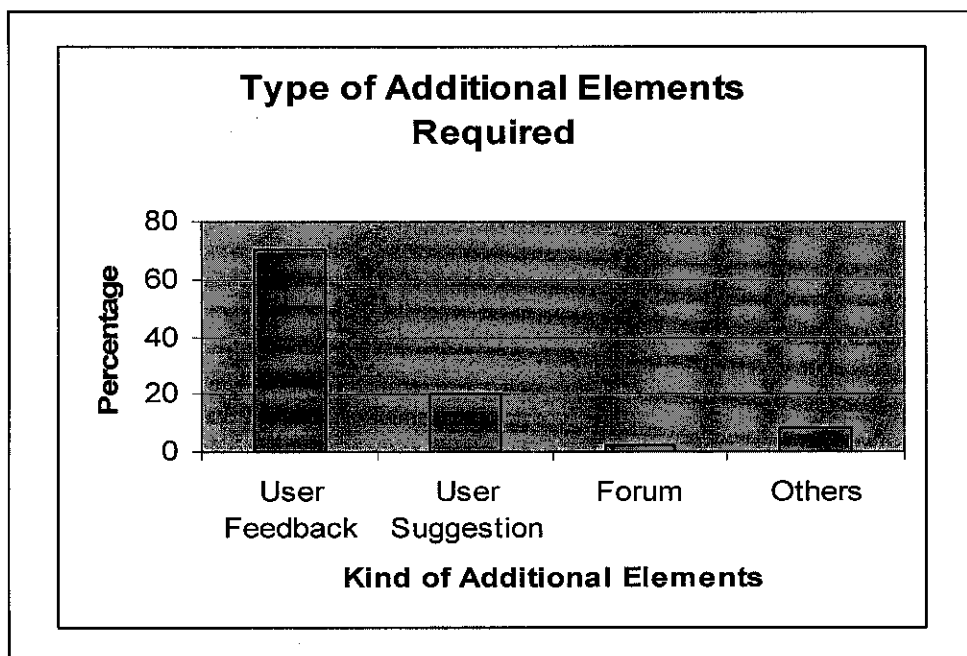 Type of Additional Elements
Required
Percentage
80
60
40
20
0
User
Feedback
User
Suggestion
Forum
Others
Kind of Additional Elements